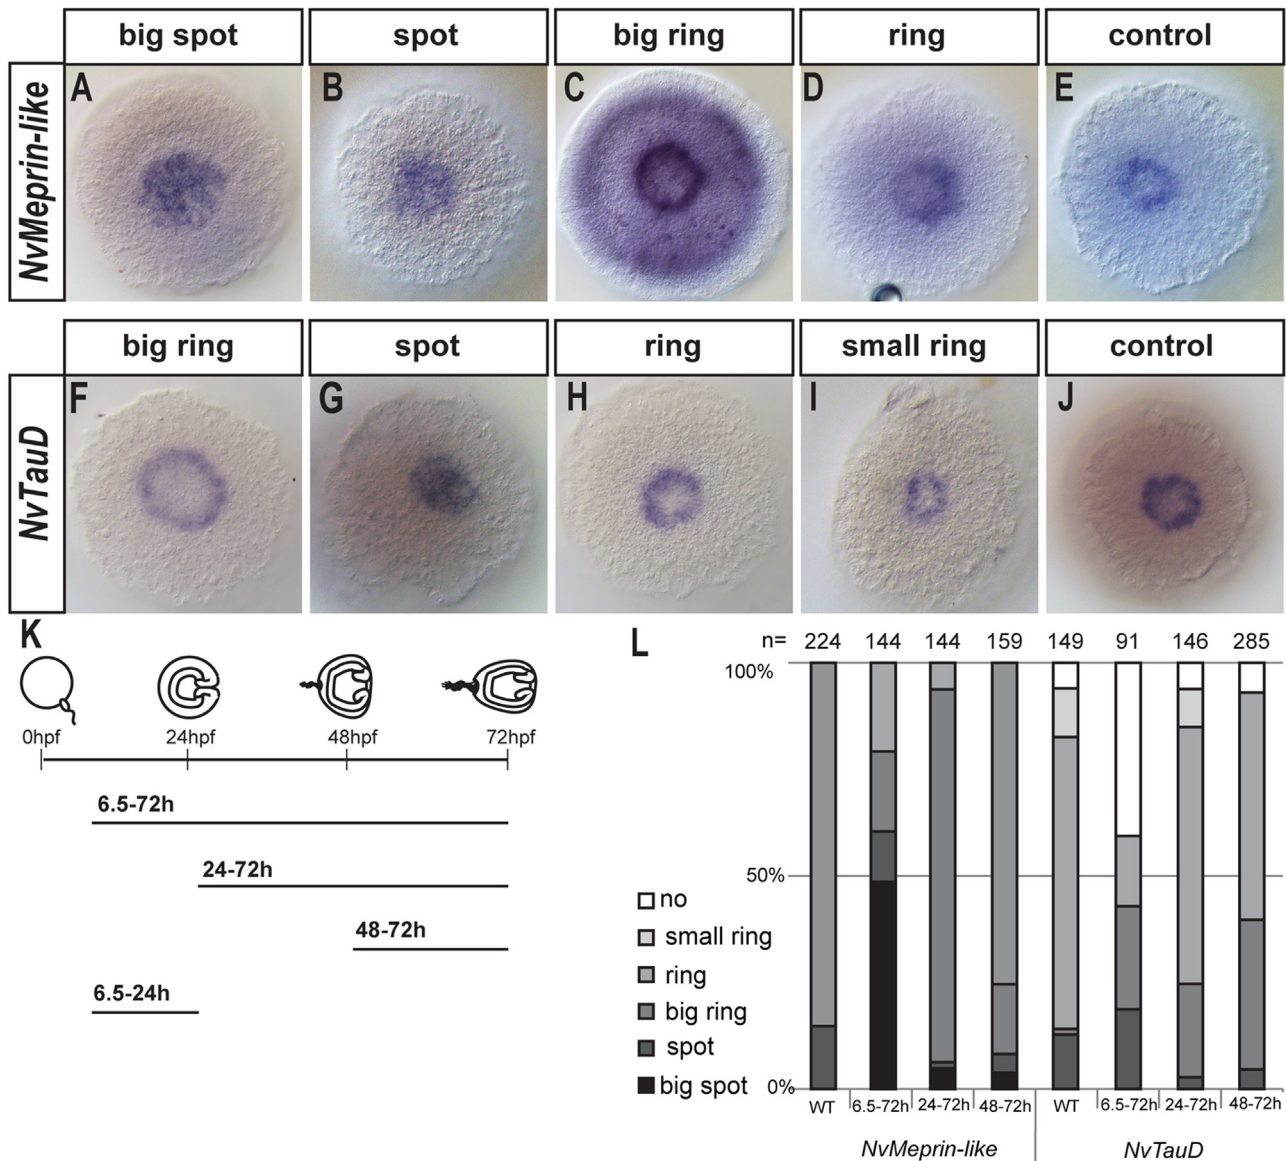 big spot spot big ring ring control
NvMeprin-like
A B C D E
big ring spot ring small ring control
NvTauD
F G H I J
K
0hpf 24hpf 48hpf 72hpf
6.5-72h
24-72h
48-72h
6.5-24h
L
n= 224 144 144 159 149 91 146 285
100%
50%
0%
no
small ring
ring
big ring
spot
big spot
WT 6.5-72h 24-72h 48-72h WT 6.5-72h 24-72h 48-72h
NvMeprin-like NvTauD